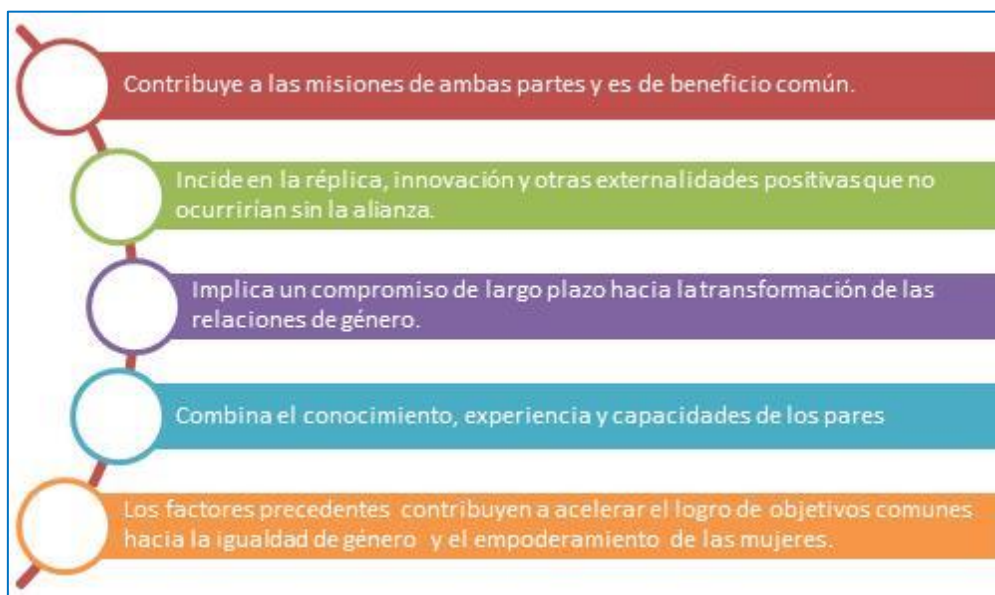 Contribuye a las misiones de ambas partes y es de beneficio común.
Incide en la réplica, innovación y otras externalidades positivas que no
ocurrirían sin la alianza.
Implica un compromiso de largo plazo hacia la transformación de las
relaciones de género.
Combina el conocimiento, experiencia y capacidades de los pares
Los factores precedentes contribuyen a acelerar el logro de objetivos comunes
hacia la igualdad de género y el empoderamiento de las mujeres.